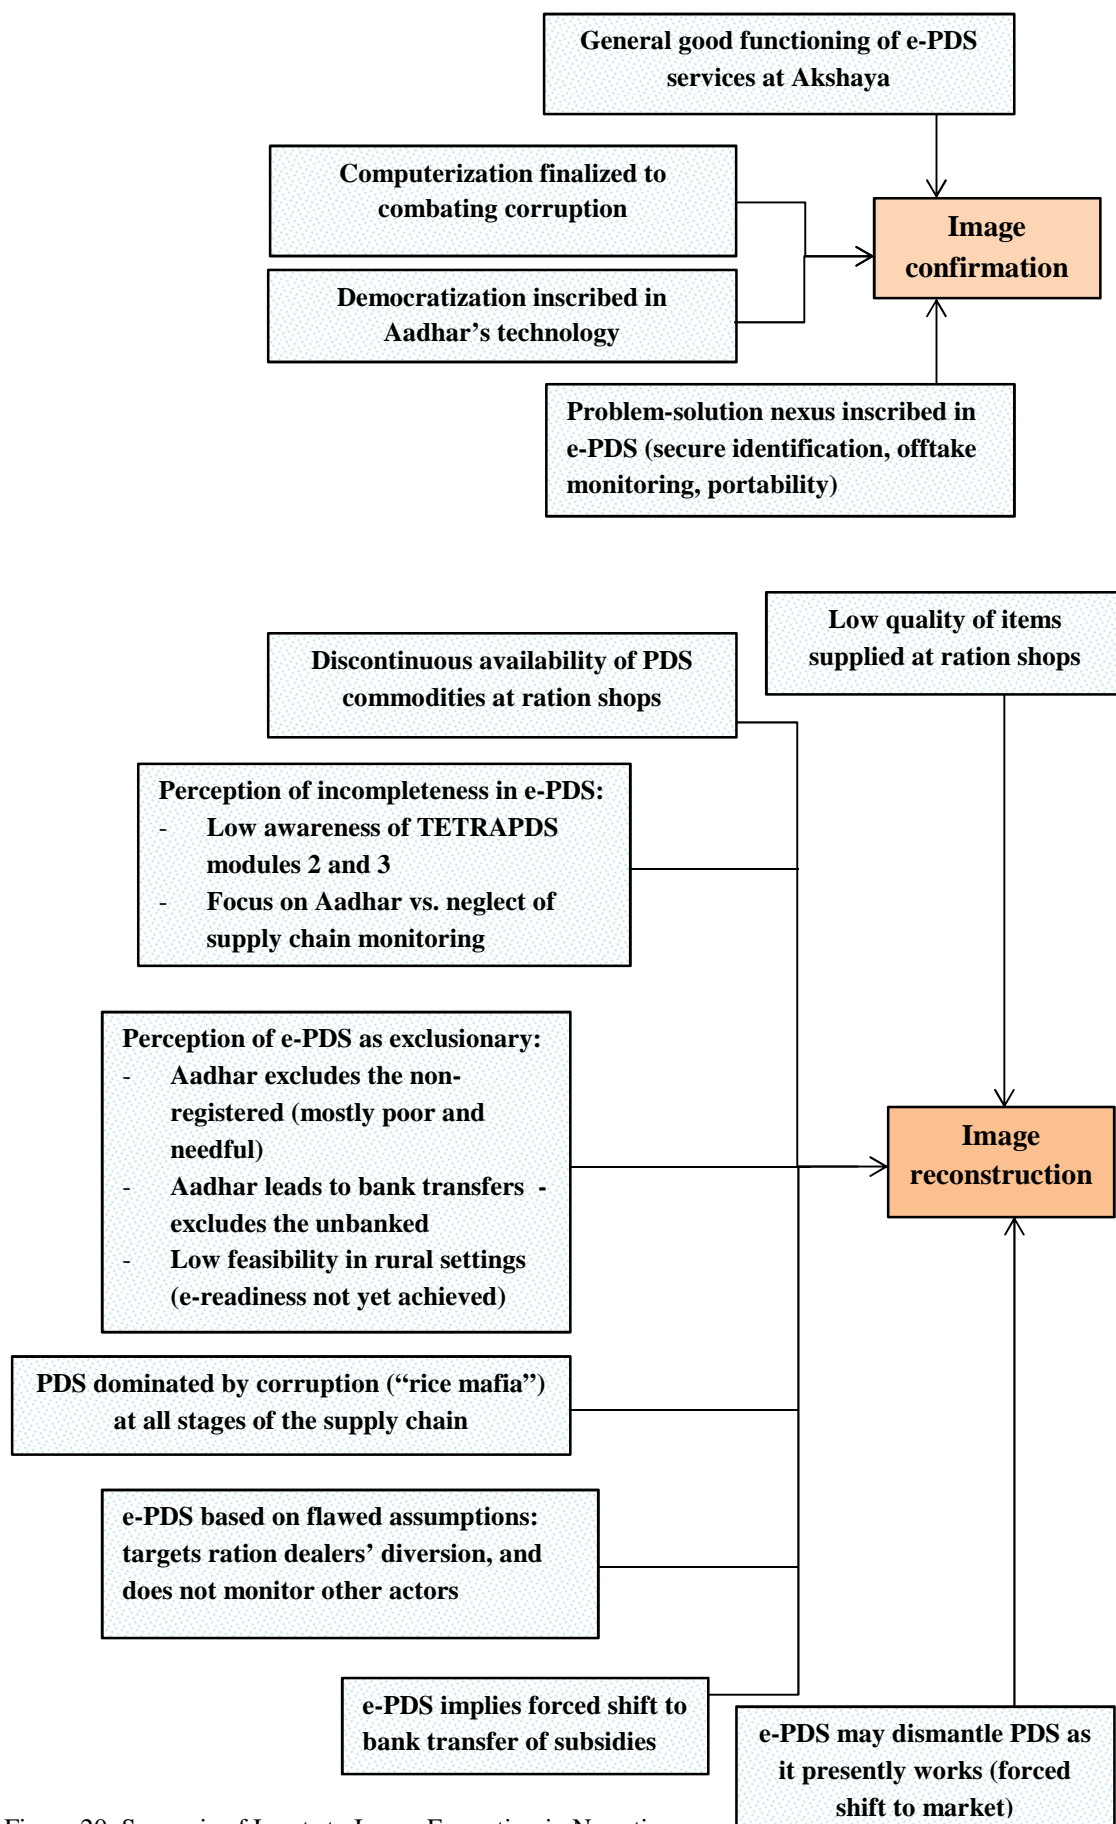 General good functioning of e-PDS
services at Akshaya
Computerization finalized to
combating corruption
Image
confirmation
Democratization inscribed in
Aadhar’s technology
Problem-solution nexus inscribed in
e-PDS (secure identification, offtake
monitoring, portability)
Low quality of items
supplied at ration shops
Discontinuous availability of PDS
commodities at ration shops
Perception of incompleteness in e-PDS:
- Low awareness of TETRAPDS
modules 2 and 3
- Focus on Aadhar vs. neglect of
supply chain monitoring
Perception of e-PDS as exclusionary:
- Aadhar excludes the non-
registered (mostly poor and
needful)
- Aadhar leads to bank transfers -
excludes the unbanked
- Low feasibility in rural settings
(e-readiness not yet achieved)
Image
reconstruction
PDS dominated by corruption (“rice mafia”)
at all stages of the supply chain
e-PDS based on flawed assumptions:
targets ration dealers’ diversion, and
does not monitor other actors
e-PDS implies forced shift to
bank transfer of subsidies
e-PDS may dismantle PDS as
it presently works (forced
shift to market)